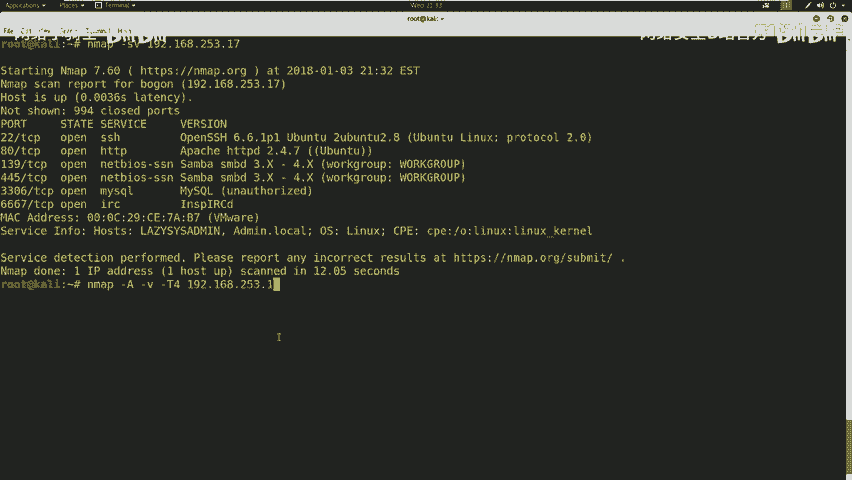 Applications Places Terminal Wed 21:33
root@kali: ~
File Edit View Search Terminal Help
root@kali:~# nmap -sV 192.168.253.17
Starting Nmap 7.60 ( https://nmap.org ) at 2018-01-03 21:32 EST
Nmap scan report for bogon (192.168.253.17)
Host is up (0.0036s latency).
Not shown: 994 closed ports
PORT STATE SERVICE VERSION
22/tcp open ssh OpenSSH 6.6.1p1 Ubuntu 2ubuntu2.8 (Ubuntu Linux; protocol 2.0)
80/tcp open http Apache httpd 2.4.7 ((Ubuntu))
139/tcp open netbios-ssn Samba smbd 3.X - 4.X (workgroup: WORKGROUP)
445/tcp open netbios-ssn Samba smbd 3.X - 4.X (workgroup: WORKGROUP)
3306/tcp open mysql MySQL (unauthorized)
6667/tcp open irc InspIRCd
MAC Address: 00:0C:29:CE:7A:B7 (VMware)
Service Info: Hosts: LAZYSYSADMIN, Admin.local; OS: Linux; CPE: cpe:/o:linux:linux_kernel
Service detection performed. Please report any incorrect results at https://nmap.org/submit/ .
Nmap done: 1 IP address (1 host up) scanned in 12.05 seconds
root@kali:~# nmap -A -v -T4 192.168.253.1